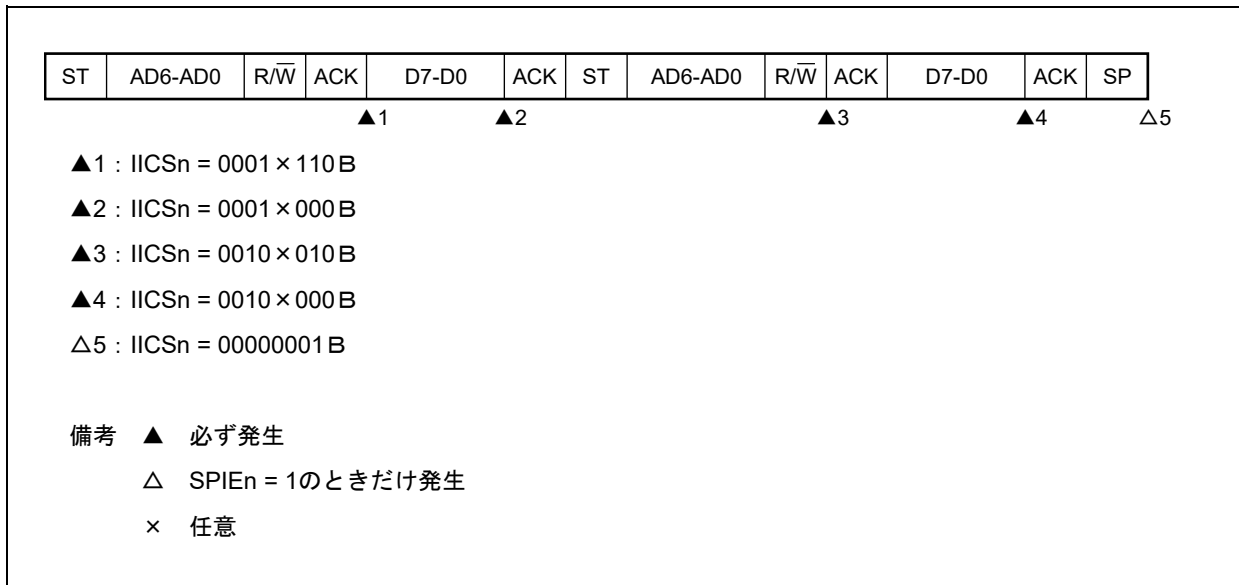 ST AD6-AD0 R/W̅ ACK D7-D0 ACK ST AD6-AD0 R/W̅ ACK D7-D0 ACK SP
▲1 ▲2 ▲3 ▲4 △5
▲1：IICSn = 0001×110B
▲2：IICSn = 0001×000B
▲3：IICSn = 0010×010B
▲4：IICSn = 0010×000B
△5：IICSn = 00000001B
備考 ▲ 必ず発生
△ SPIEn = 1のときだけ発生
× 任意